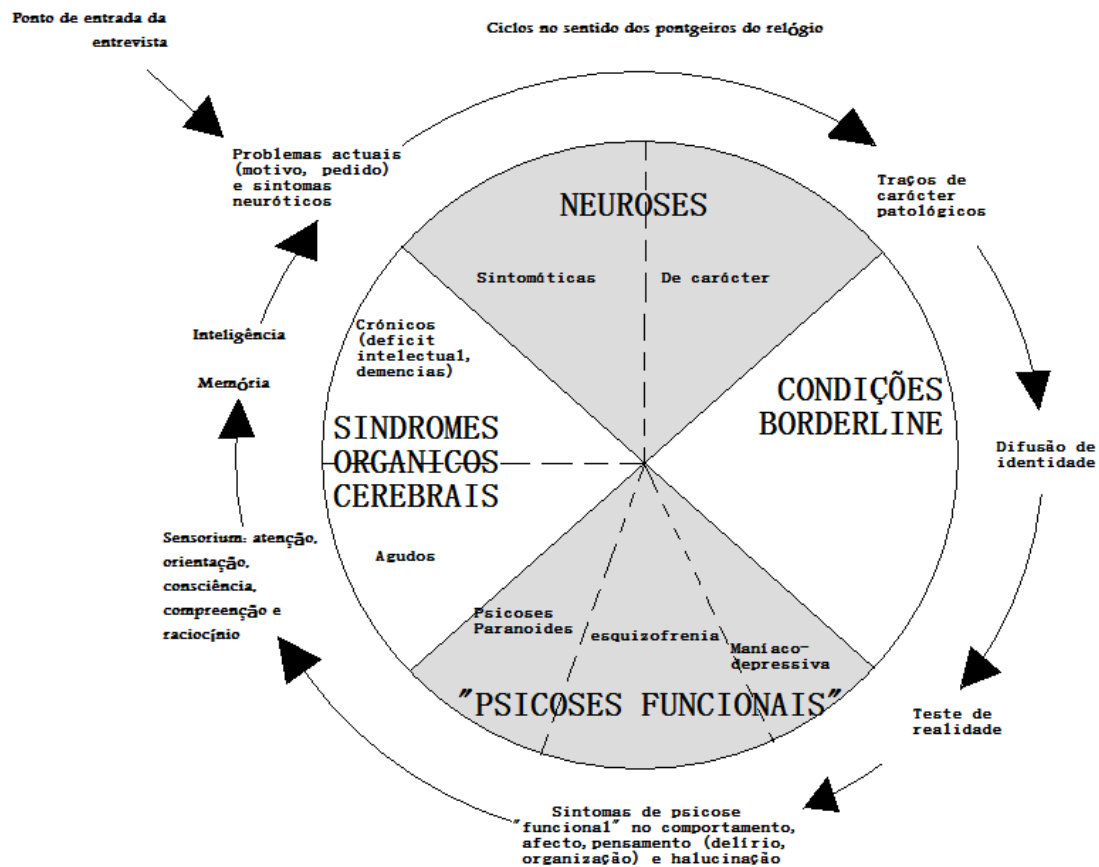 Ponto de entrada da
entrevista
Ciclos no sentido dos pontgeiros do relógio
Problemas actuais
(motivo, pedido)
e sintomas
neuróticos
Traços de
carácter
patológicos
NEUROSES
Sintomáticas
De carácter
Inteligência
Memória
Crónicos
(deficit
intelectual,
demencias)
CONDIÇÕES
BORDERLINE
SINDROMES
ORGANICOS
CEREBRAIS
Difusão de
identidade
Sensorium: atenção,
orientação,
consciência,
compreenção e
raciocínio
Agudos
Psicoses
Paranoides
esquizofrenia
Maníaco-
depressiva
"PSICOSES FUNCIONAIS"
Teste de
realidade
Sintomas de psicose
"funcional" no comportamento,
afecto, pensamento (delírio,
organização) e halucinação